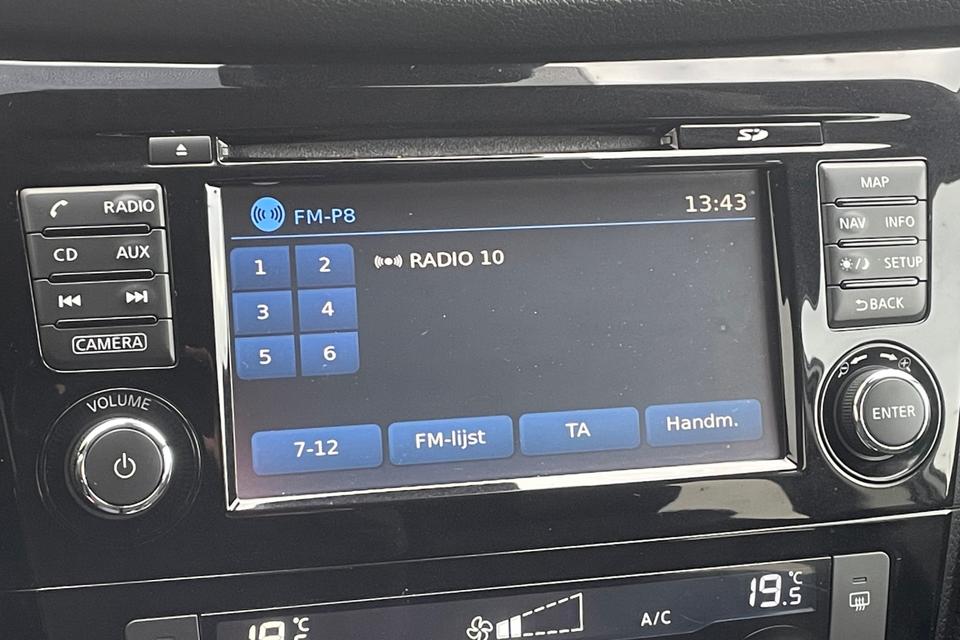 SD
RADIO
CD AUX
CAMERA
VOLUME
FM-P8 13:43
1 2
RADIO 10
3 4
5 6
7-12 FM-lijst TA Handm.
MAP
NAV INFO
SETUP
BACK
ENTER
19.5 °C
A/C
°C